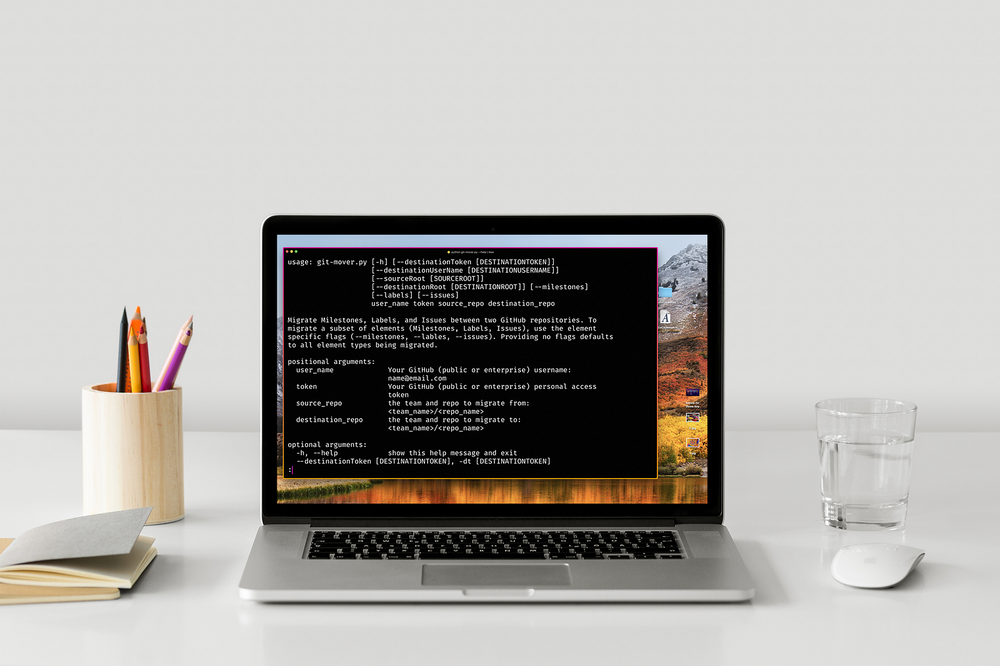 python git-mover.py --help | less
usage: git-mover.py [-h] [--destinationToken [DESTINATIONTOKEN]]
[--destinationUserName [DESTINATIONUSERNAME]]
[--sourceRoot [SOURCEROOT]]
[--destinationRoot [DESTINATIONROOT]] [--milestones]
[--labels] [--issues]
user_name token source_repo destination_repo
Migrate Milestones, Labels, and Issues between two GitHub repositories. To
migrate a subset of elements (Milestones, Labels, Issues), use the element
specific flags (--milestones, --lables, --issues). Providing no flags defaults
to all element types being migrated.
positional arguments:
user_name Your GitHub (public or enterprise) username:
name@email.com
token Your GitHub (public or enterprise) personal access
token
source_repo the team and repo to migrate from:
<team_name>/<repo_name>
destination_repo the team and repo to migrate to:
<team_name>/<repo_name>
optional arguments:
-h, --help show this help message and exit
--destinationToken [DESTINATIONTOKEN], -dt [DESTINATIONTOKEN]
: